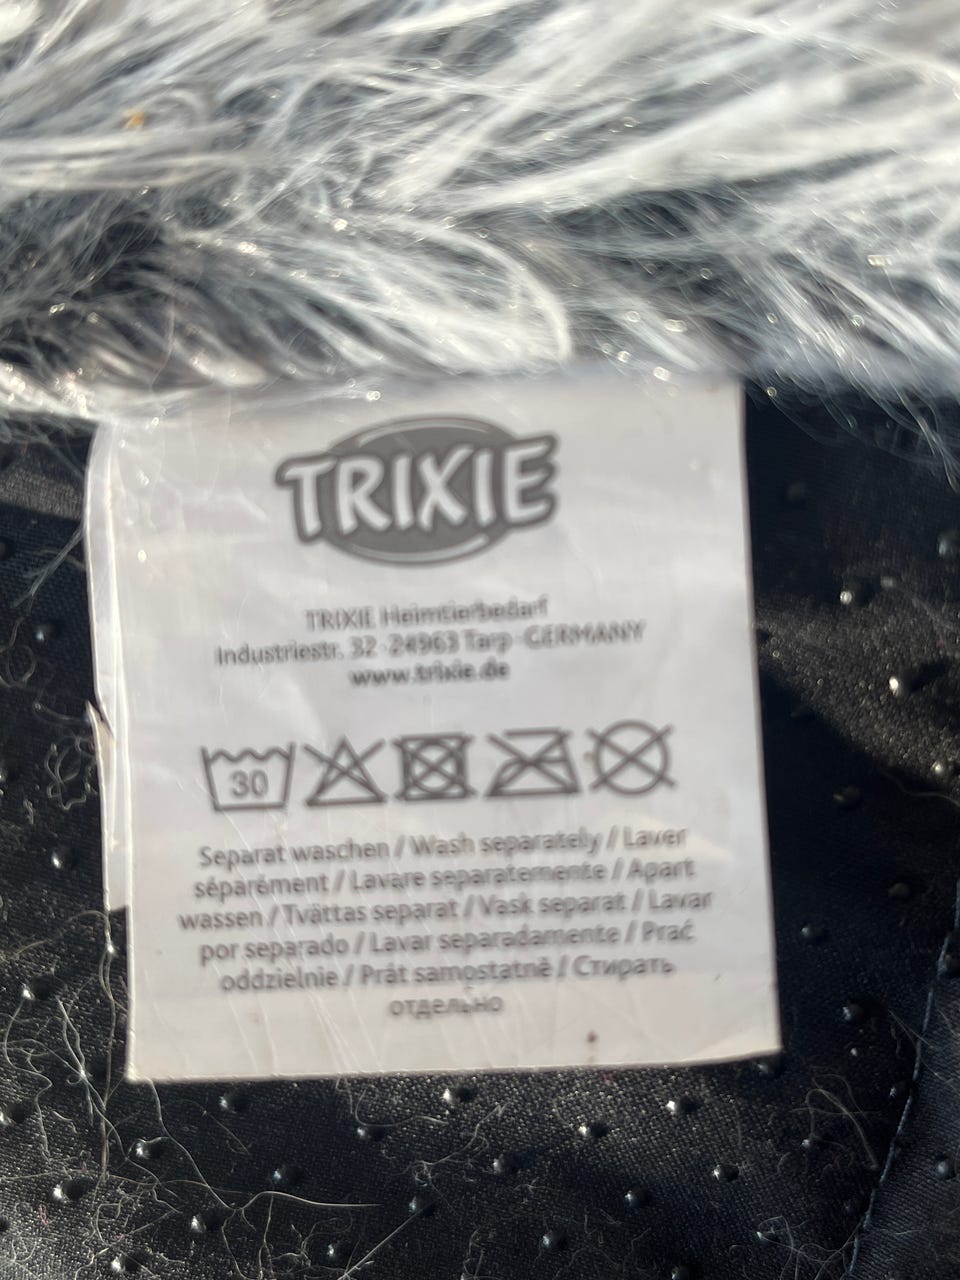 TRIXIE
TRIXIE Heimtierbedarf
Industriestr. 32 · 24963 Tarp · GERMANY
www.trixie.de
30
Separat waschen / Wash separately / Laver
séparément / Lavare separatamente / Apart
wassen / Tvättas separat / Vask separat / Lavar
por separado / Lavar separadamente / Prać
oddzielnie / Prát samostatně / Стирать
отдельно